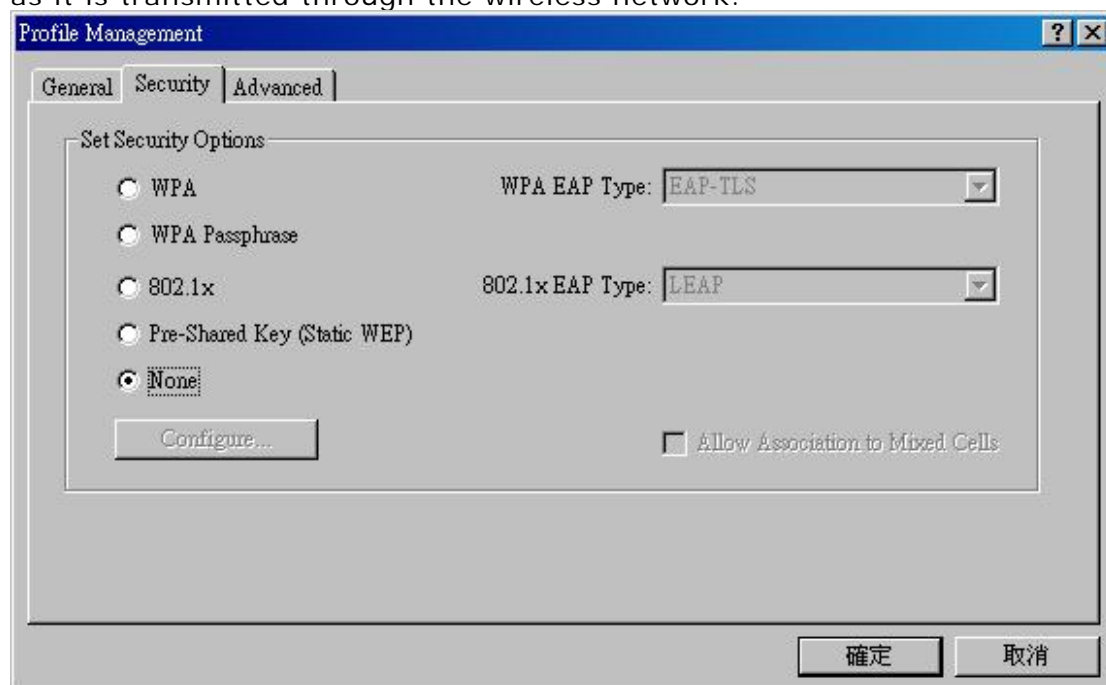 as it is transmitted through the wireless network.
Profile Management
General Security Advanced
Set Security Options
WPA WPA EAP Type: EAP-TLS
WPA Passphrase
802.1x 802.1x EAP Type: LEAP
Pre-Shared Key (Static WEP)
None
Configure... Allow Association to Mixed Cells
確定 取消